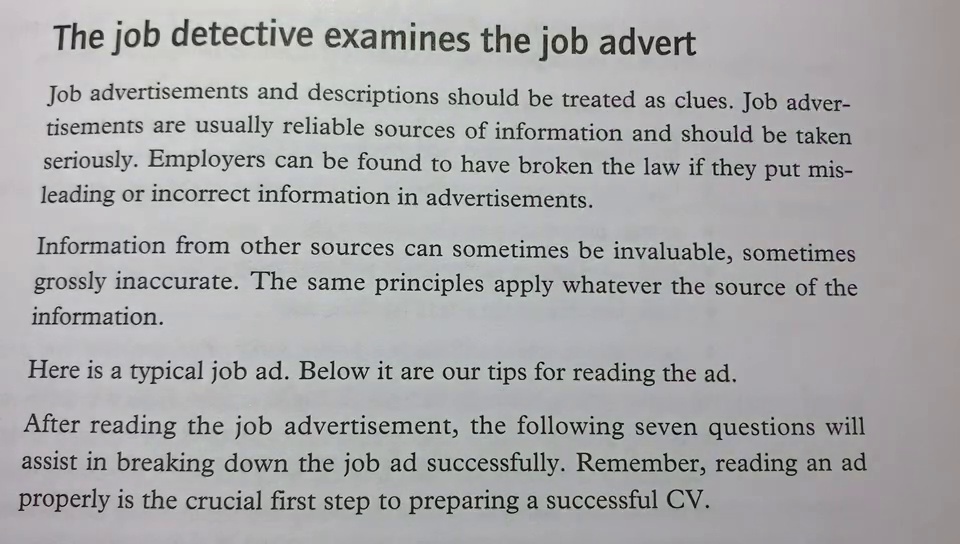 The job detective examines the job advert
Job advertisements and descriptions should be treated as clues. Job adver-
tisements are usually reliable sources of information and should be taken
seriously. Employers can be found to have broken the law if they put mis-
leading or incorrect information in advertisements.
Information from other sources can sometimes be invaluable, sometimes
grossly inaccurate. The same principles apply whatever the source of the
information.
Here is a typical job ad. Below it are our tips for reading the ad.
After reading the job advertisement, the following seven questions will
assist in breaking down the job ad successfully. Remember, reading an ad
properly is the crucial first step to preparing a successful CV.